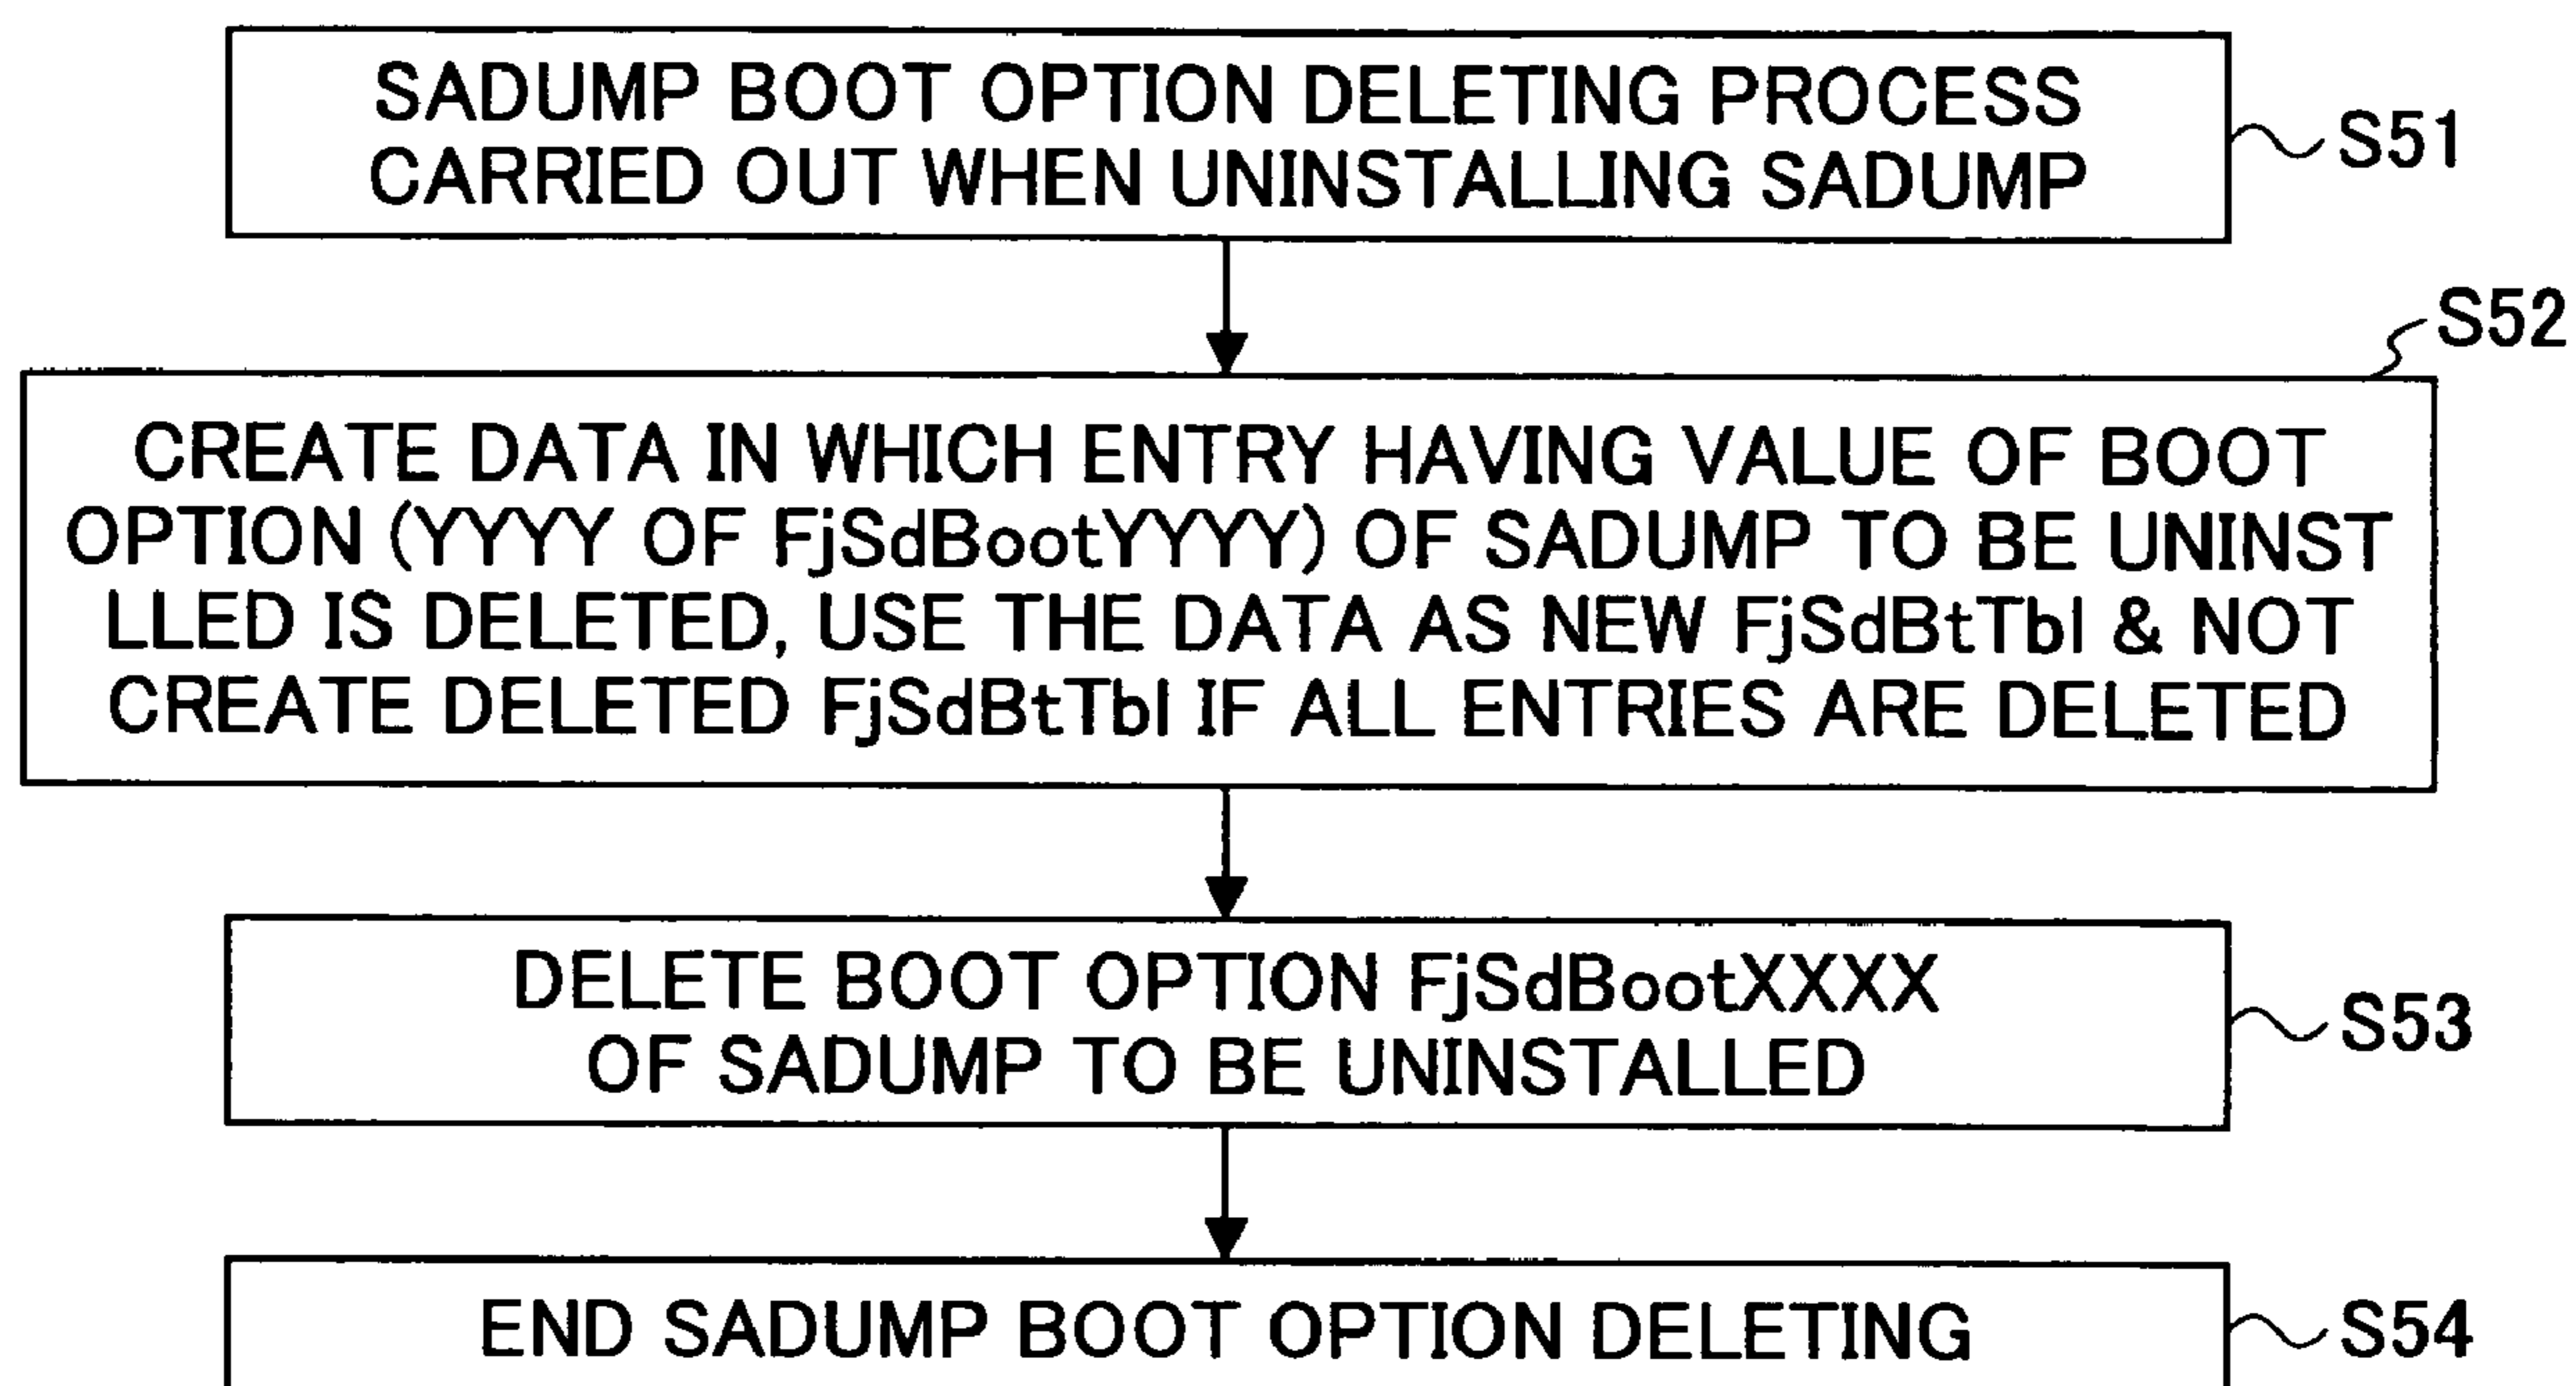 SADUMP BOOT OPTION DELETING PROCESS
CARRIED OUT WHEN UNINSTALLING SADUMP
S51
S52
CREATE DATA IN WHICH ENTRY HAVING VALUE OF BOOT
OPTION (YYYY OF FjSdBootYYYY) OF SADUMP TO BE UNINST
LLED IS DELETED, USE THE DATA AS NEW FjSdBtTbl & NOT
CREATE DELETED FjSdBtTbl IF ALL ENTRIES ARE DELETED
DELETE BOOT OPTION FjSdBootXXXX
OF SADUMP TO BE UNINSTALLED
S53
END SADUMP BOOT OPTION DELETING
S54